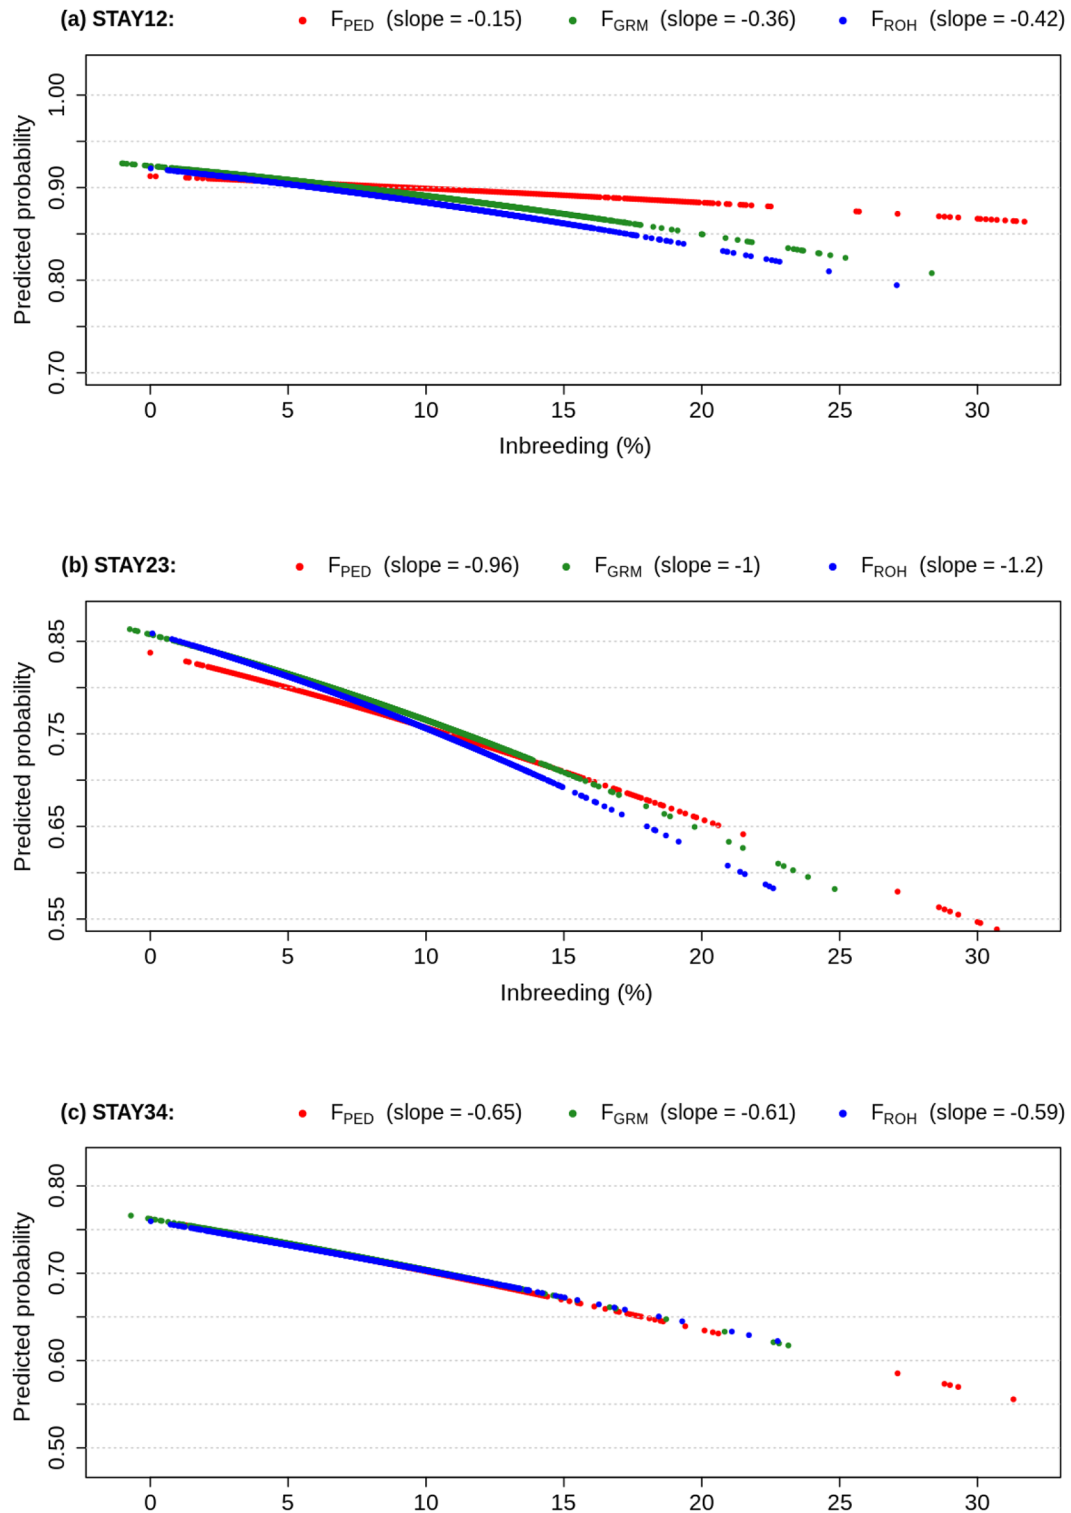 (a) STAY12: F_PED (slope = -0.15) F_GRM (slope = -0.36) F_ROH (slope = -0.42)
Predicted probability
1.00
0.90
0.80
0.70
0 5 10 15 20 25 30
Inbreeding (%)
(b) STAY23: F_PED (slope = -0.96) F_GRM (slope = -1) F_ROH (slope = -1.2)
Predicted probability
0.85
0.75
0.65
0.55
0 5 10 15 20 25 30
Inbreeding (%)
(c) STAY34: F_PED (slope = -0.65) F_GRM (slope = -0.61) F_ROH (slope = -0.59)
Predicted probability
0.80
0.70
0.60
0.50
0 5 10 15 20 25 30